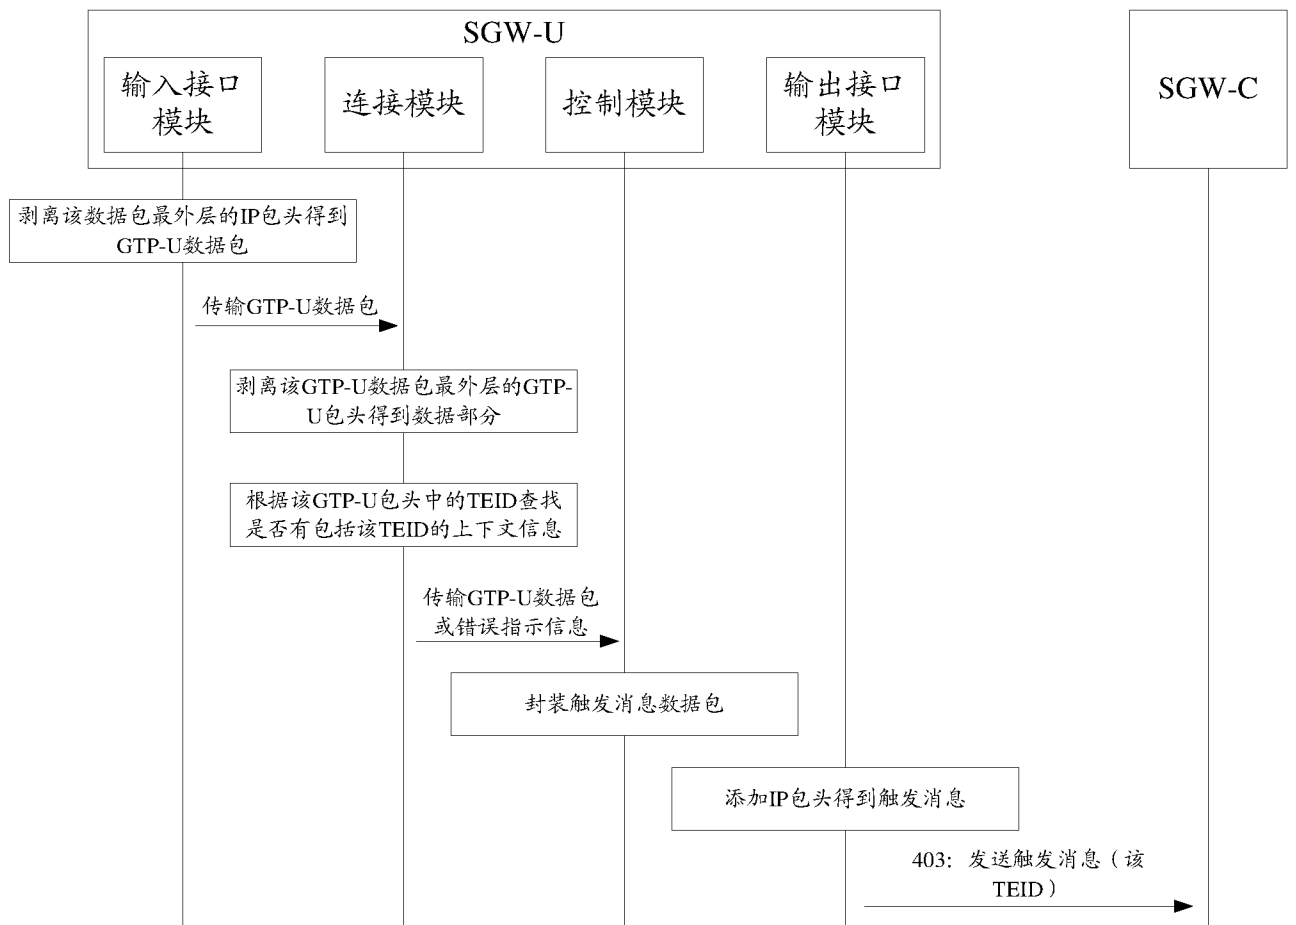 SGW-U
输入接口
模块
连接模块
控制模块
输出接口
模块
SGW-C
剥离该数据包最外层的IP包头得到
GTP-U数据包
传输GTP-U数据包
剥离该GTP-U数据包最外层的GTP-
U包头得到数据部分
根据该GTP-U包头中的TEID查找
是否有包括该TEID的上下文信息
传输GTP-U数据包
或错误指示信息
封装触发消息数据包
添加IP包头得到触发消息
403：发送触发消息（该
TEID）